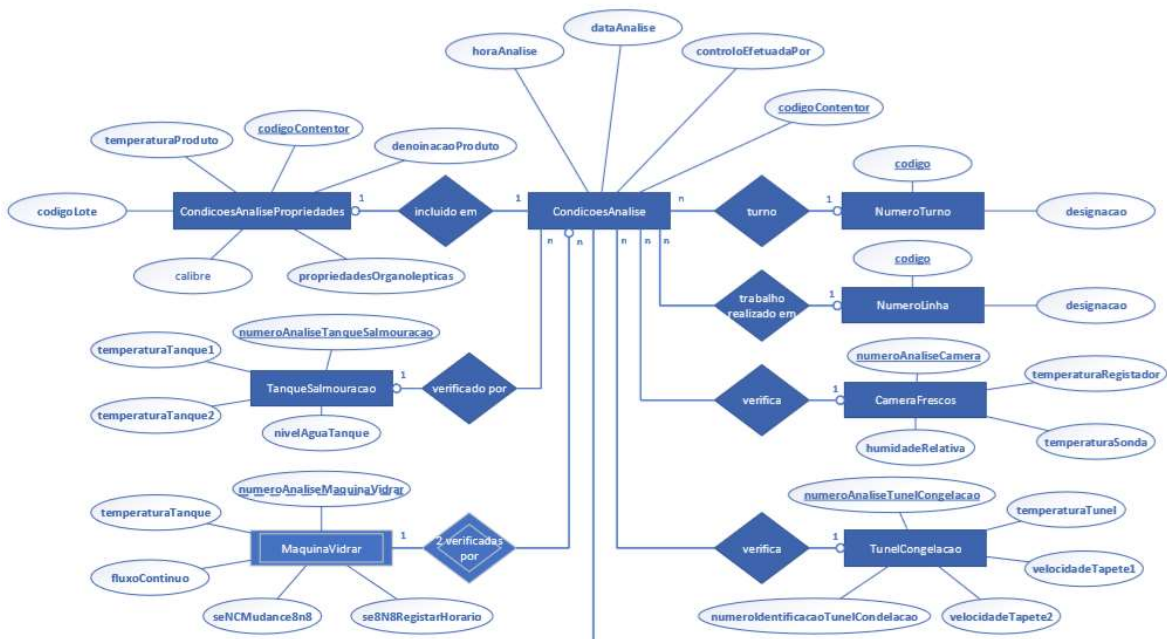 dataAnalise
horaAnalise
controloEfetuadaPor
codigoContentor
codigoContentor
temperaturaProduto
denoinacaoProduto
codigo
codigoLote
CondicoesAnalisePropriedades
1
incluido em
1
CondicoesAnalise
n
turno
1
NumeroTurno
designacao
n
n
n
n
n
calibre
propriedadesOrganolepticas
codigo
trabalho
realizado em
1
NumeroLinha
designacao
numeroAnaliseTanqueSalmouracao
temperaturaTanque1
numeroAnaliseCamera
temperaturaRegistador
TanqueSalmouracao
1
verificado por
verifica
1
CameraFrescos
temperaturaTanque2
nivelAguaTanque
humidadeRelativa
temperaturaSonda
numeroAnaliseMaquinaVidrar
numeroAnaliseTunelCongelacao
temperaturaTanque
temperaturaTunel
MaquinaVidrar
1
2 verificadas
por
verifica
1
TunelCongelacao
fluxoContinuo
velocidadeTapete1
seNCMudance8n8
se8N8RegistarHorario
numeroIdentificacaoTunelCondelacao
velocidadeTapete2